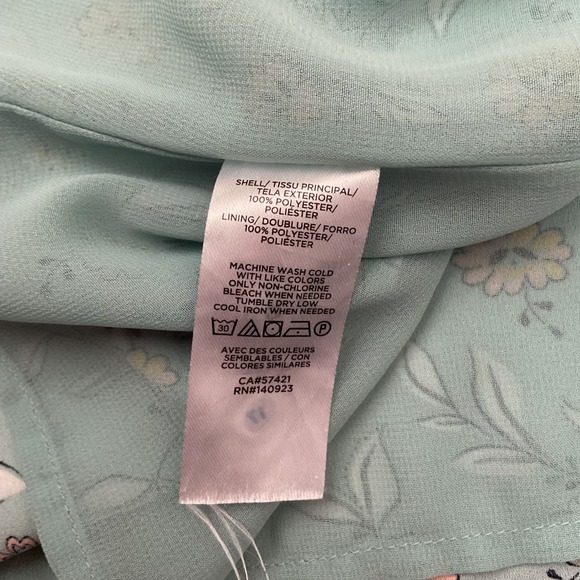 SHELL/ TISSU PRINCIPAL/
TELA EXTERIOR
100% POLYESTER/
POLIÉSTER
LINING/ DOUBLURE/ FORRO
100% POLYESTER/
POLIÉSTER
MACHINE WASH COLD
WITH LIKE COLORS
ONLY NON-CHLORINE
BLEACH WHEN NEEDED
TUMBLE DRY LOW
COOL IRON WHEN NEEDED
30 P
AVEC DES COULEURS
SEMBLABLES / CON
COLORES SIMILARES
CA#57421
RN#140923